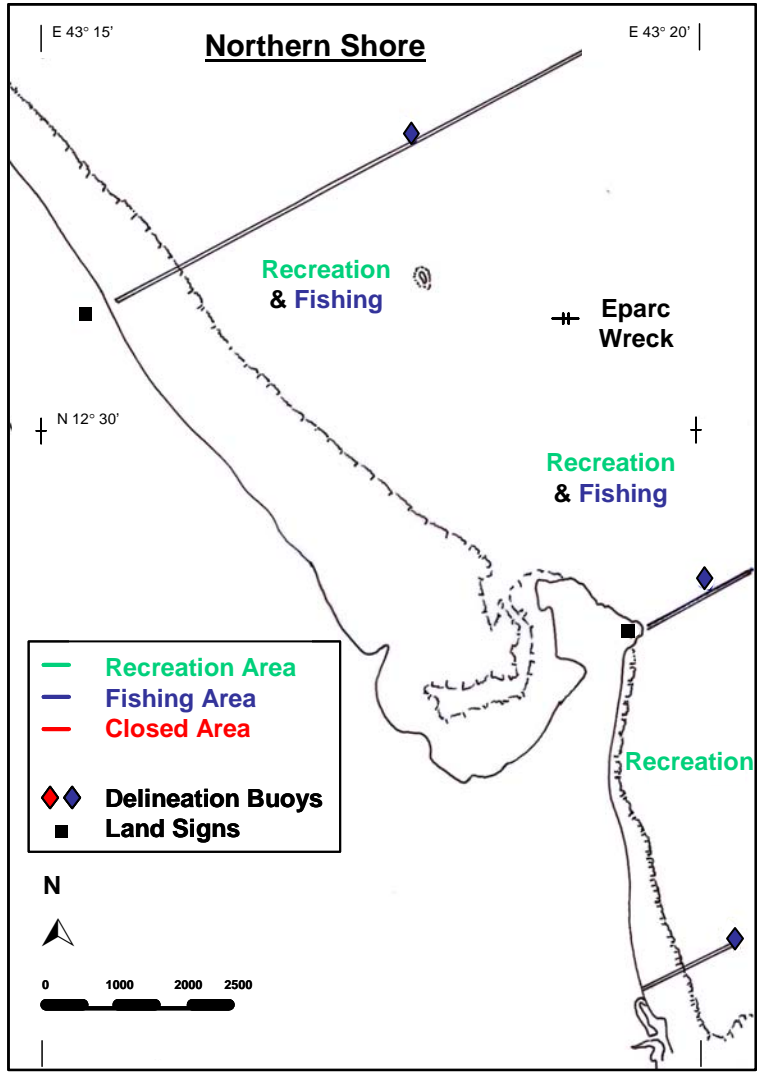 E 43° 15’
Northern Shore
E 43° 20’
Recreation
& Fishing
Eparc
Wreck
N 12° 30’
Recreation
& Fishing
Recreation Area
Fishing Area
Closed Area
Delineation Buoys
Land Signs
Recreation
N
0 1000 2000 2500